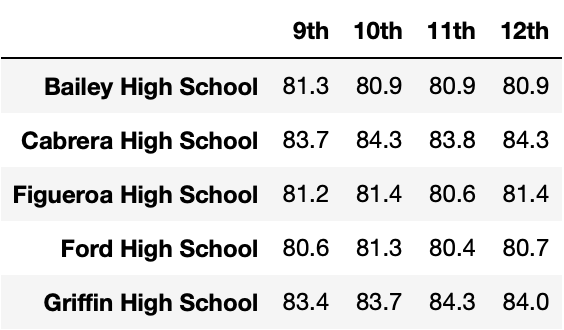 9th 10th 11th 12th
Bailey High School 81.3 80.9 80.9 80.9
Cabrera High School 83.7 84.3 83.8 84.3
Figueroa High School 81.2 81.4 80.6 81.4
Ford High School 80.6 81.3 80.4 80.7
Griffin High School 83.4 83.7 84.3 84.0